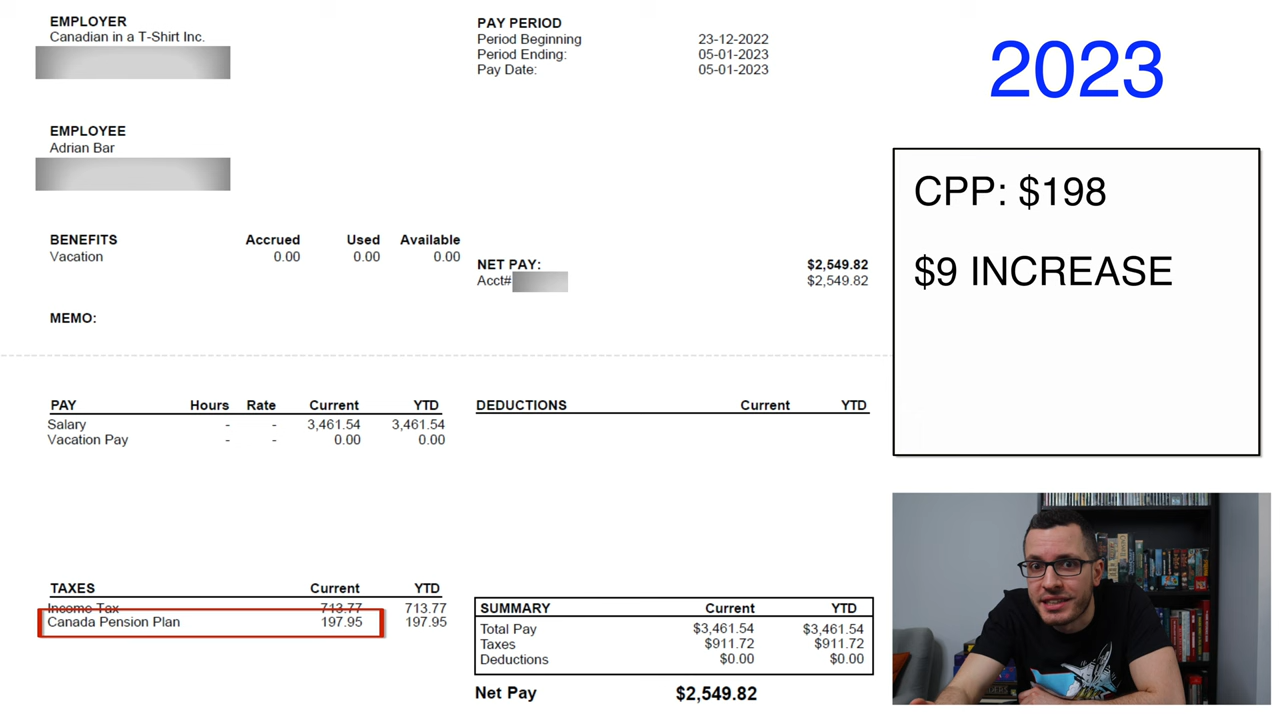 EMPLOYER
Canadian in a T-Shirt Inc.
EMPLOYEE
Adrian Bar
PAY PERIOD
Period Beginning 23-12-2022
Period Ending: 05-01-2023
Pay Date: 05-01-2023
BENEFITS Accrued Used Available
Vacation 0.00 0.00 0.00
NET PAY: $2,549.82
Acct# $2,549.82
MEMO:
PAY Hours Rate Current YTD
Salary - - 3,461.54 3,461.54
Vacation Pay - - 0.00 0.00
DEDUCTIONS Current YTD
TAXES Current YTD
Income Tax 713.77 713.77
Canada Pension Plan 197.95 197.95
SUMMARY Current YTD
Total Pay $3,461.54 $3,461.54
Taxes $911.72 $911.72
Deductions $0.00 $0.00
Net Pay $2,549.82
2023
CPP: $198
$9 INCREASE